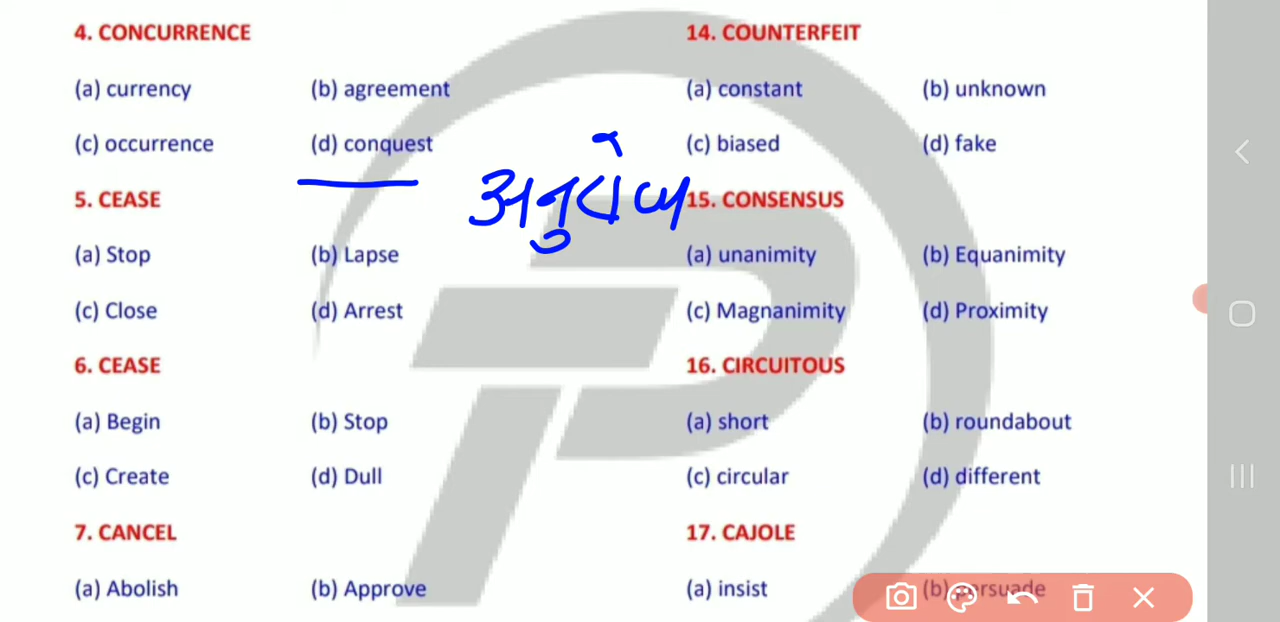 4. CONCURRENCE
(a) currency (b) agreement
(c) occurrence (d) conquest
5. CEASE
(a) Stop (b) Lapse
(c) Close (d) Arrest
6. CEASE
(a) Begin (b) Stop
(c) Create (d) Dull
7. CANCEL
(a) Abolish (b) Approve
14. COUNTERFEIT
(a) constant (b) unknown
(c) biased (d) fake
15. CONSENSUS
(a) unanimity (b) Equanimity
(c) Magnanimity (d) Proximity
16. CIRCUITOUS
(a) short (b) roundabout
(c) circular (d) different
17. CAJOLE
(a) insist (b) persuade